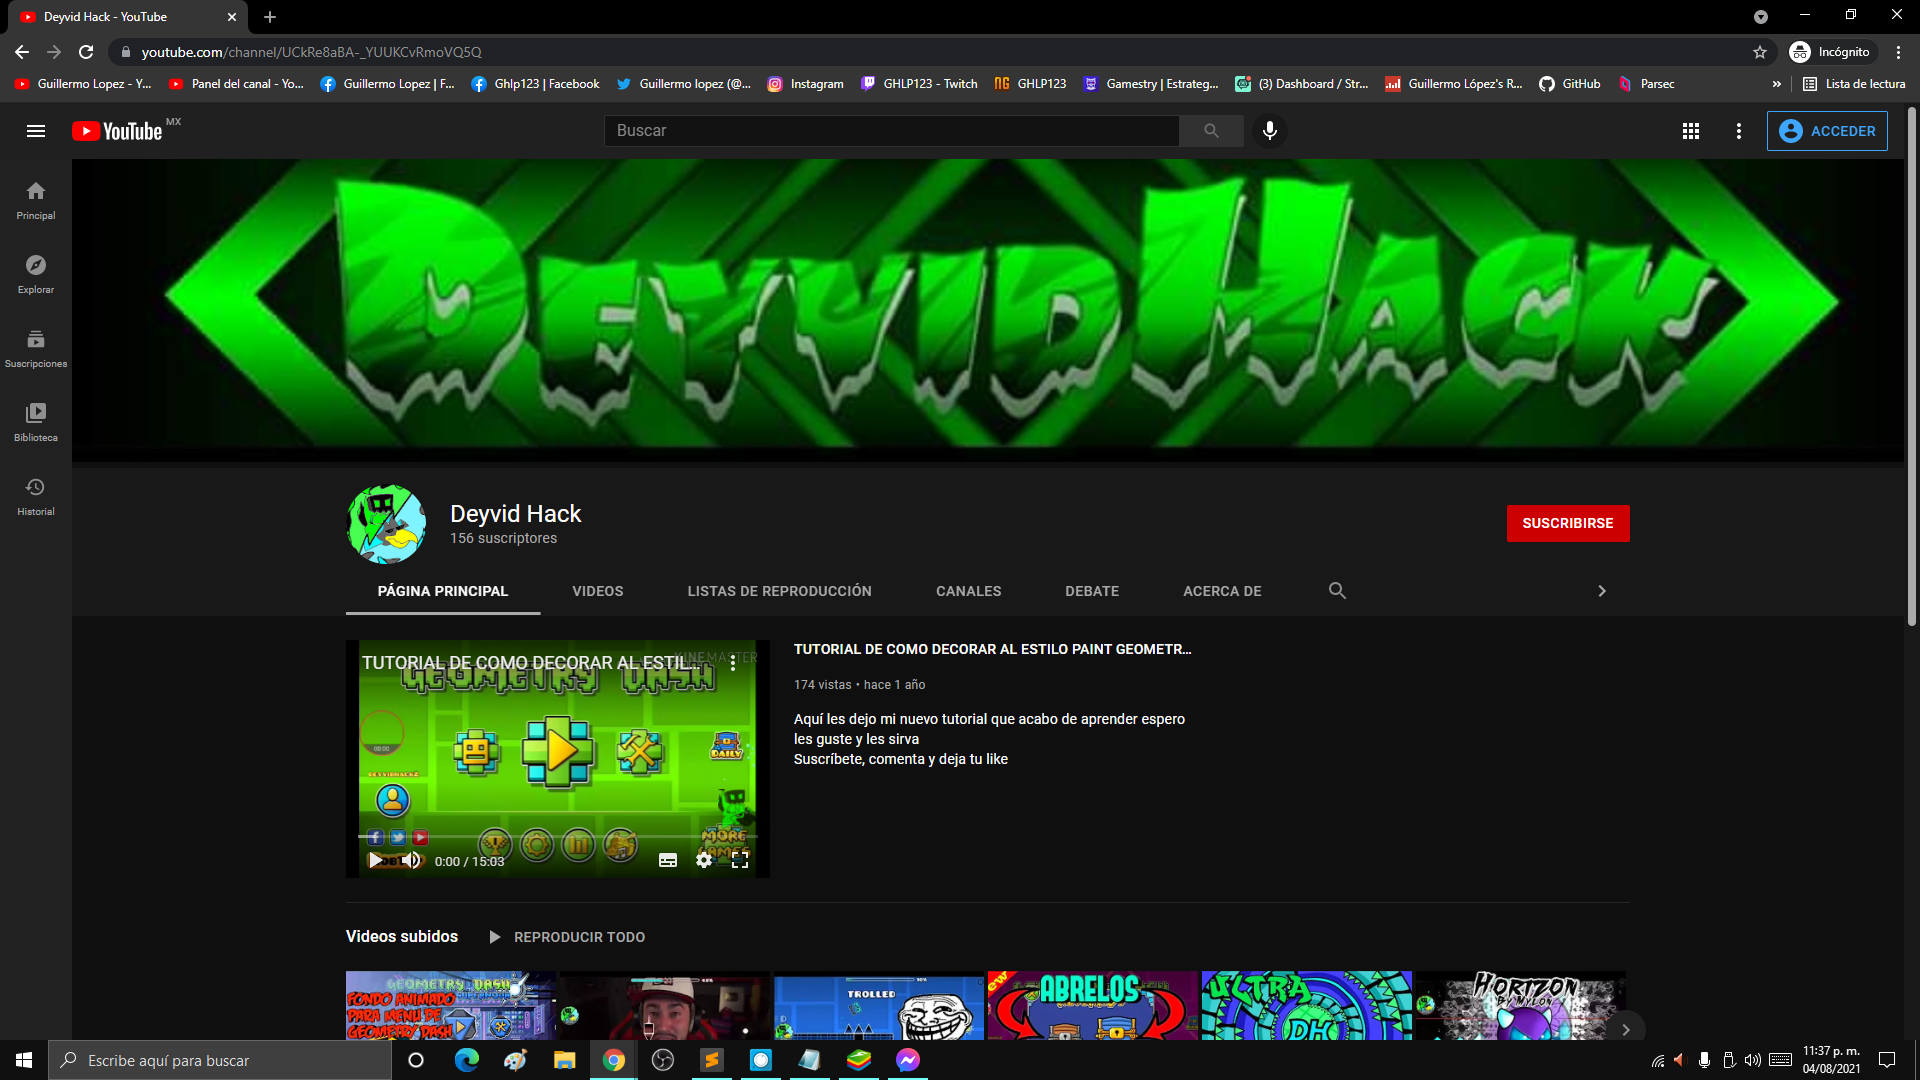 Deyvid Hack - YouTube
youtube.com/channel/UCkRe8aBA-_YUUKCvRmoVQ5Q
Incógnito
Guillermo Lopez - Y...
Panel del canal - Yo...
Guillermo Lopez | F...
Ghlp123 | Facebook
Guillermo lopez (@...
Instagram
GHLP123 - Twitch
NG GHLP123
Gamestry | Estrateg...
(3) Dashboard / Str...
Guillermo López's R...
GitHub
Parsec
»
Lista de lectura
YouTube MX
Buscar
ACCEDER
Principal
Explorar
Suscripciones
Biblioteca
Historial
DeyvidHack
Deyvid Hack
156 suscriptores
SUSCRIBIRSE
PÁGINA PRINCIPAL
VIDEOS
LISTAS DE REPRODUCCIÓN
CANALES
DEBATE
ACERCA DE
KINEMASTER
TUTORIAL DE COMO DECORAR AL ESTIL...
GEOMETRY DASH
00:00
DAILY
DEYVIDHACKZ
MORE GAMES
0:00 / 15:03
TUTORIAL DE COMO DECORAR AL ESTILO PAINT GEOMETR...
174 vistas • hace 1 año
Aquí les dejo mi nuevo tutorial que acabo de aprender espero
les guste y les sirva
Suscríbete, comenta y deja tu like
Videos subidos
REPRODUCIR TODO
GEOMETRY DASH
FONDO ANIMADO
PARA MENU DE
GEOMETRY DASH
TROLLED
ABRELOS
ULTRA
DH
HORIZON
BY MYLON
Escribe aquí para buscar
11:37 p. m.
04/08/2021